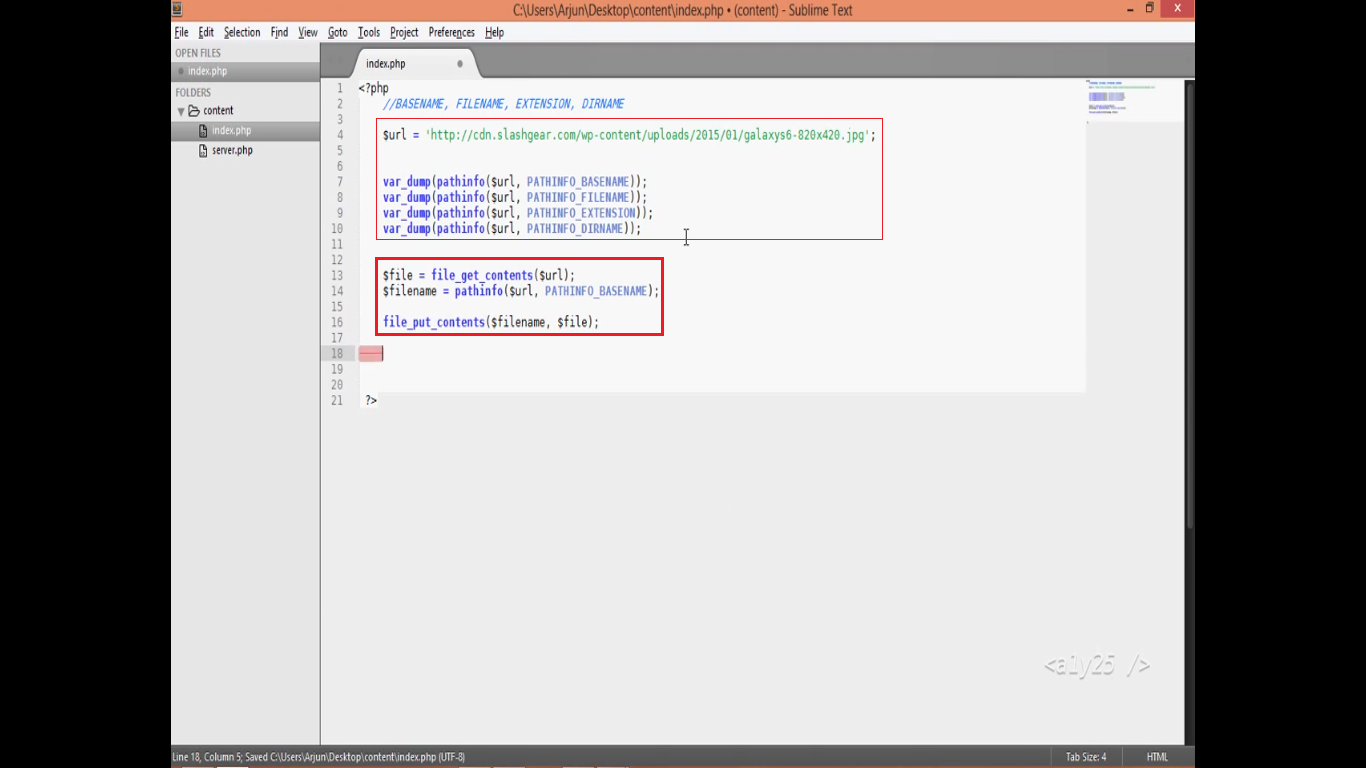 C:\Users\Arjun\Desktop\content\index.php • (content) - Sublime Text
File Edit Selection Find View Goto Tools Project Preferences Help
OPEN FILES
index.php
FOLDERS
content
index.php
server.php
index.php
1 <?php
2 //BASENAME, FILENAME, EXTENSION, DIRNAME
3
4 $url = 'http://cdn.slashgear.com/wp-content/uploads/2015/01/galaxys6-820x420.jpg';
5
6
7 var_dump(pathinfo($url, PATHINFO_BASENAME));
8 var_dump(pathinfo($url, PATHINFO_FILENAME));
9 var_dump(pathinfo($url, PATHINFO_EXTENSION));
10 var_dump(pathinfo($url, PATHINFO_DIRNAME));
11
12
13 $file = file_get_contents($url);
14 $filename = pathinfo($url, PATHINFO_BASENAME);
15
16 file_put_contents($filename, $file);
17
18
19
20
21 ?>
<a1y25 />
Line 18, Column 5; Saved C:\Users\Arjun\Desktop\content\index.php (UTF-8)
Tab Size: 4
HTML